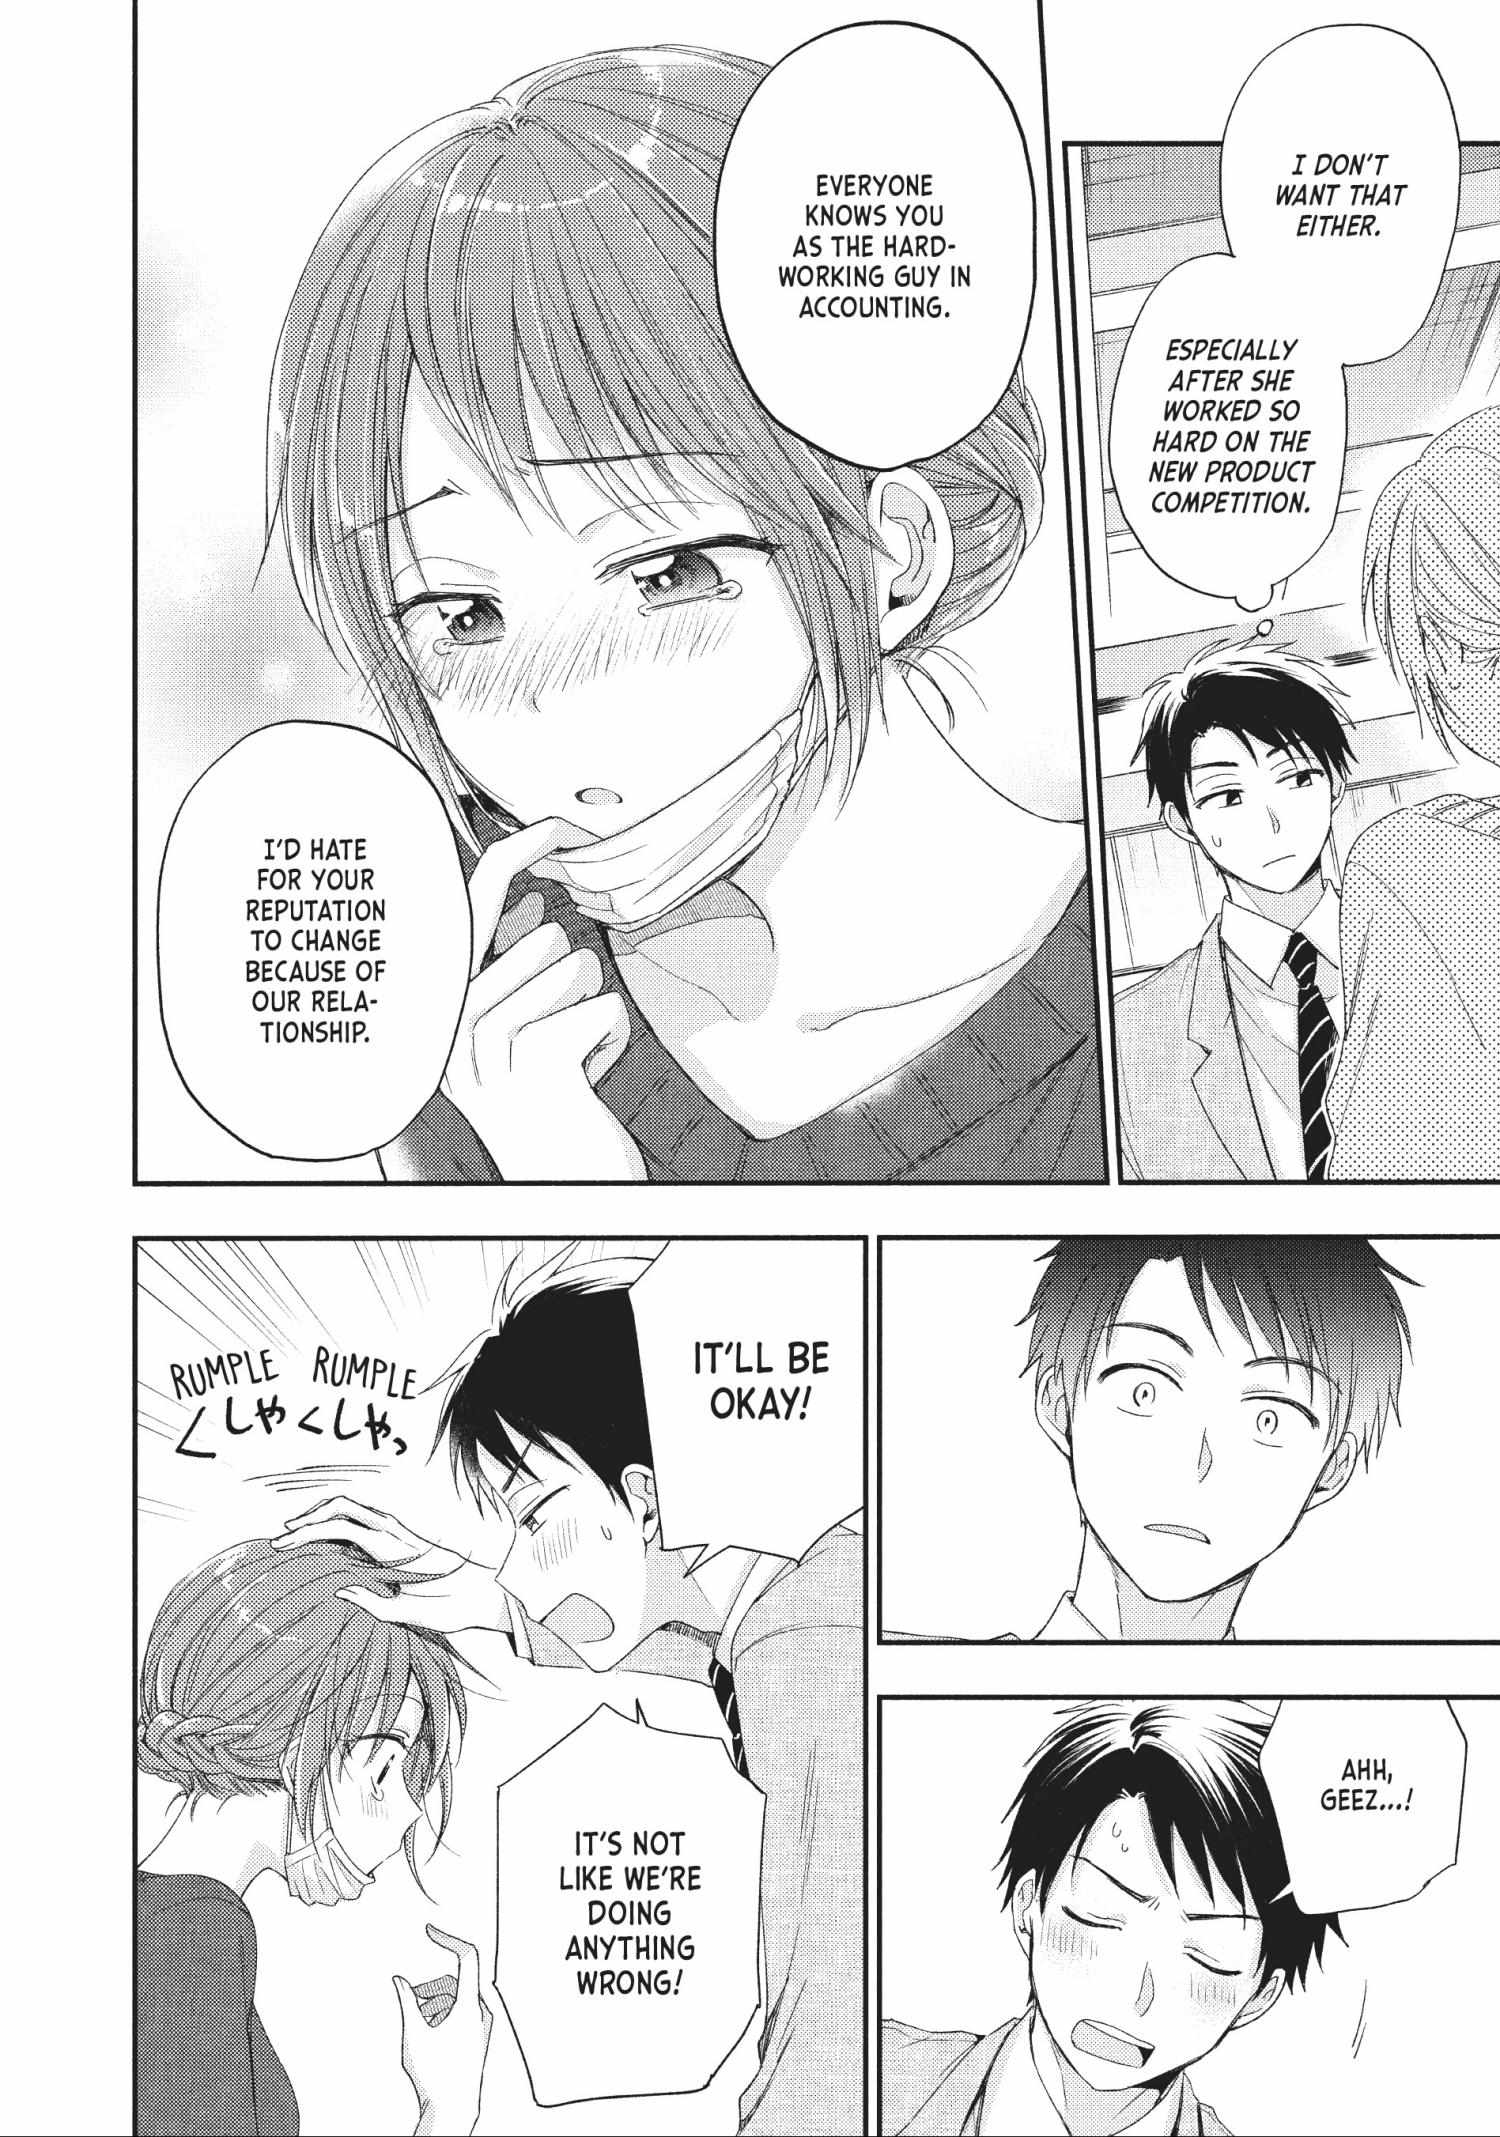 I DON'T
WANT THAT
EITHER.
ESPECIALLY
AFTER SHE
WORKED SO
HARD ON THE
NEW PRODUCT
COMPETITION.
EVERYONE
KNOWS YOU
AS THE HARD-
WORKING GUY IN
ACCOUNTING.
I'D HATE
FOR YOUR
REPUTATION
TO CHANGE
BECAUSE OF
OUR RELA-
TIONSHIP.
AHH,
GEEZ...!
IT'LL BE
OKAY!
RUMPLE RUMPLE
くしゃくしゃっ
IT'S NOT
LIKE WE'RE
DOING
ANYTHING
WRONG!